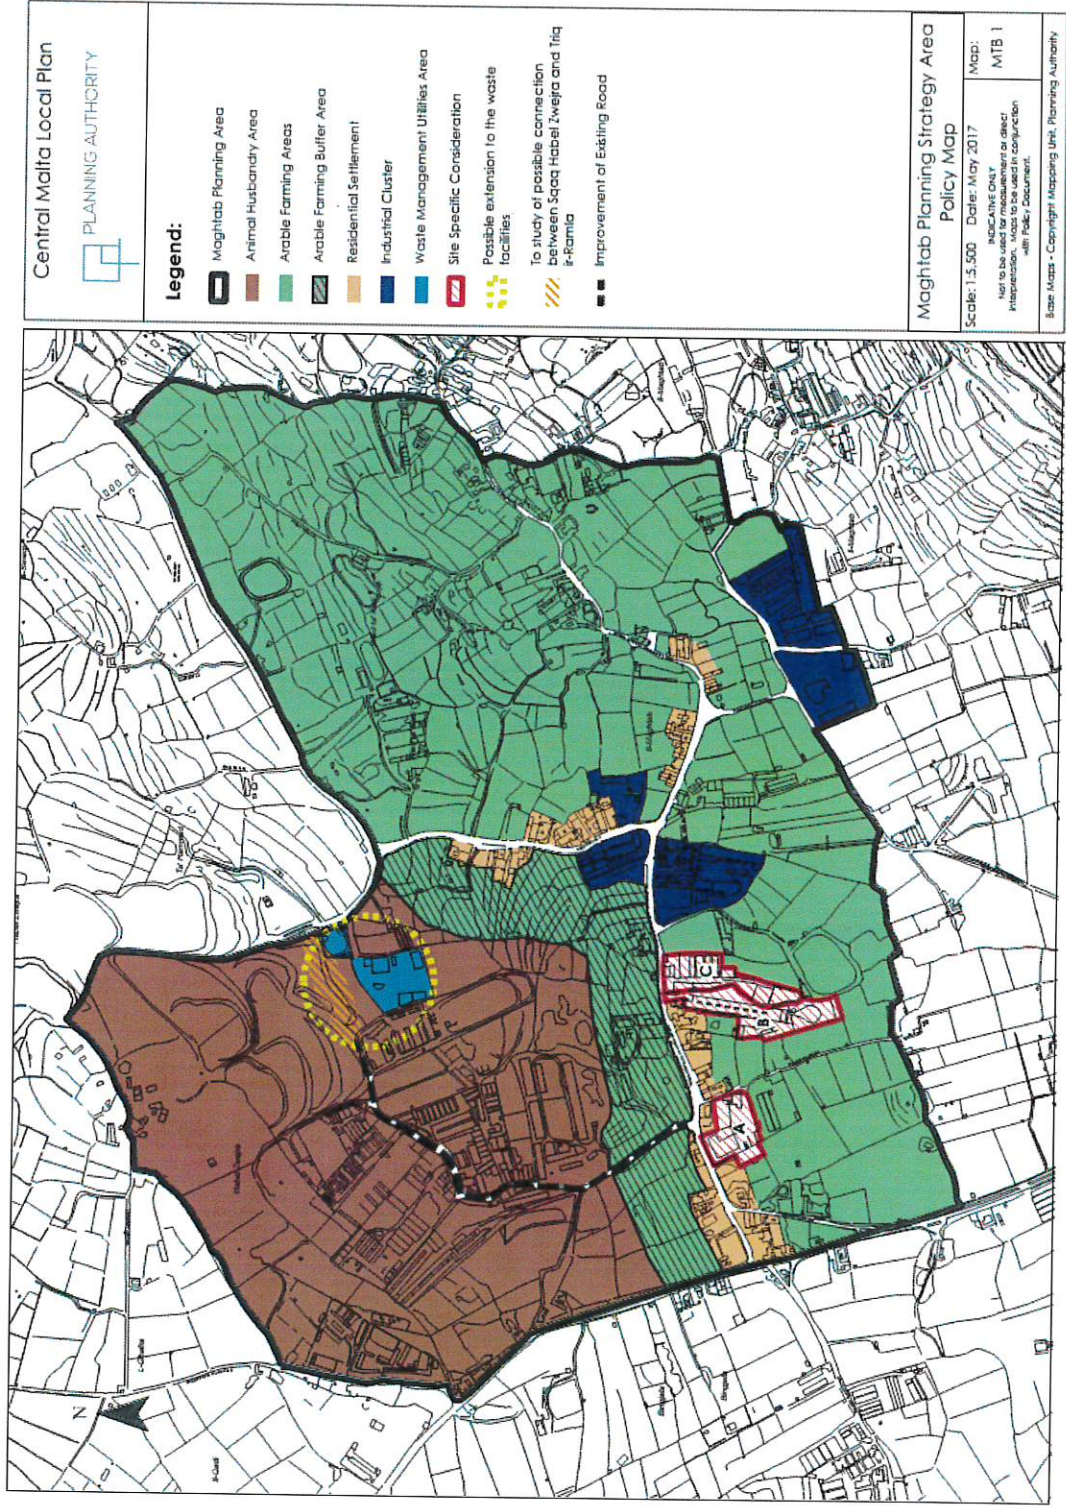 Central Malta Local Plan
PLANNING AUTHORITY
Legend:
Maghtab Planning Area
Animal Husbandry Area
Arable Farming Areas
Arable Farming Buffer Area
Residential Settlement
Industrial Cluster
Waste Management Utilities Area
Site Specific Consideration
Possible extension to the waste
facilities
To study of possible connection
between Sqaq Habel Zwejra and Triq
ir-Ramla
Improvement of Existing Road
Maghtab Planning Strategy Area
Policy Map
Scale: 1:5,500 Date: May 2017
Map:
MTB 1
INDICATIVE ONLY
Not to be used for measurement or direct
interpretation. Maps to be used in conjunction
with Policy Document.
Base Maps - Copyright Mapping Unit, Planning Authority
N
A
B
C